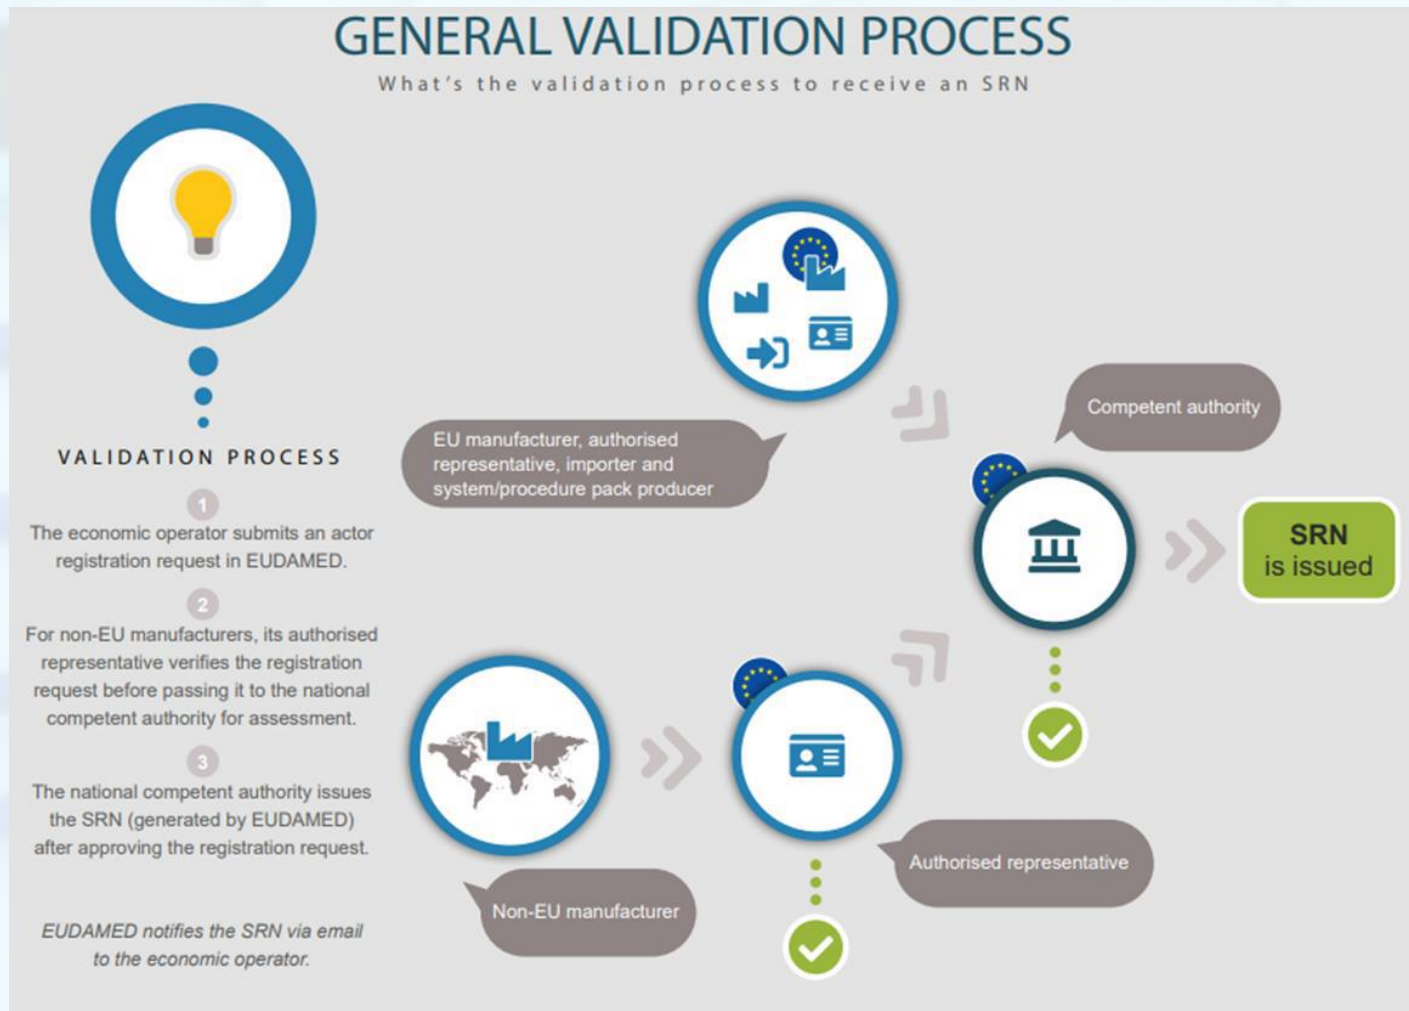 GENERAL VALIDATION PROCESS
What's the validation process to receive an SRN
VALIDATION PROCESS
1
The economic operator submits an actor
registration request in EUDAMED.
2
For non-EU manufacturers, its authorised
representative verifies the registration
request before passing it to the national
competent authority for assessment.
3
The national competent authority issues
the SRN (generated by EUDAMED)
after approving the registration request.
EUDAMED notifies the SRN via email
to the economic operator.
EU manufacturer, authorised
representative, importer and
system/procedure pack producer
Competent authority
SRN
is issued
Non-EU manufacturer
Authorised representative